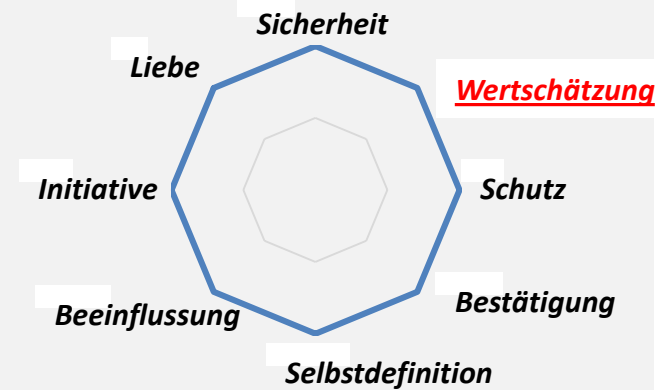 Sicherheit
Liebe
Wertschätzung
Initiative
Schutz
Beeinflussung
Bestätigung
Selbstdefinition